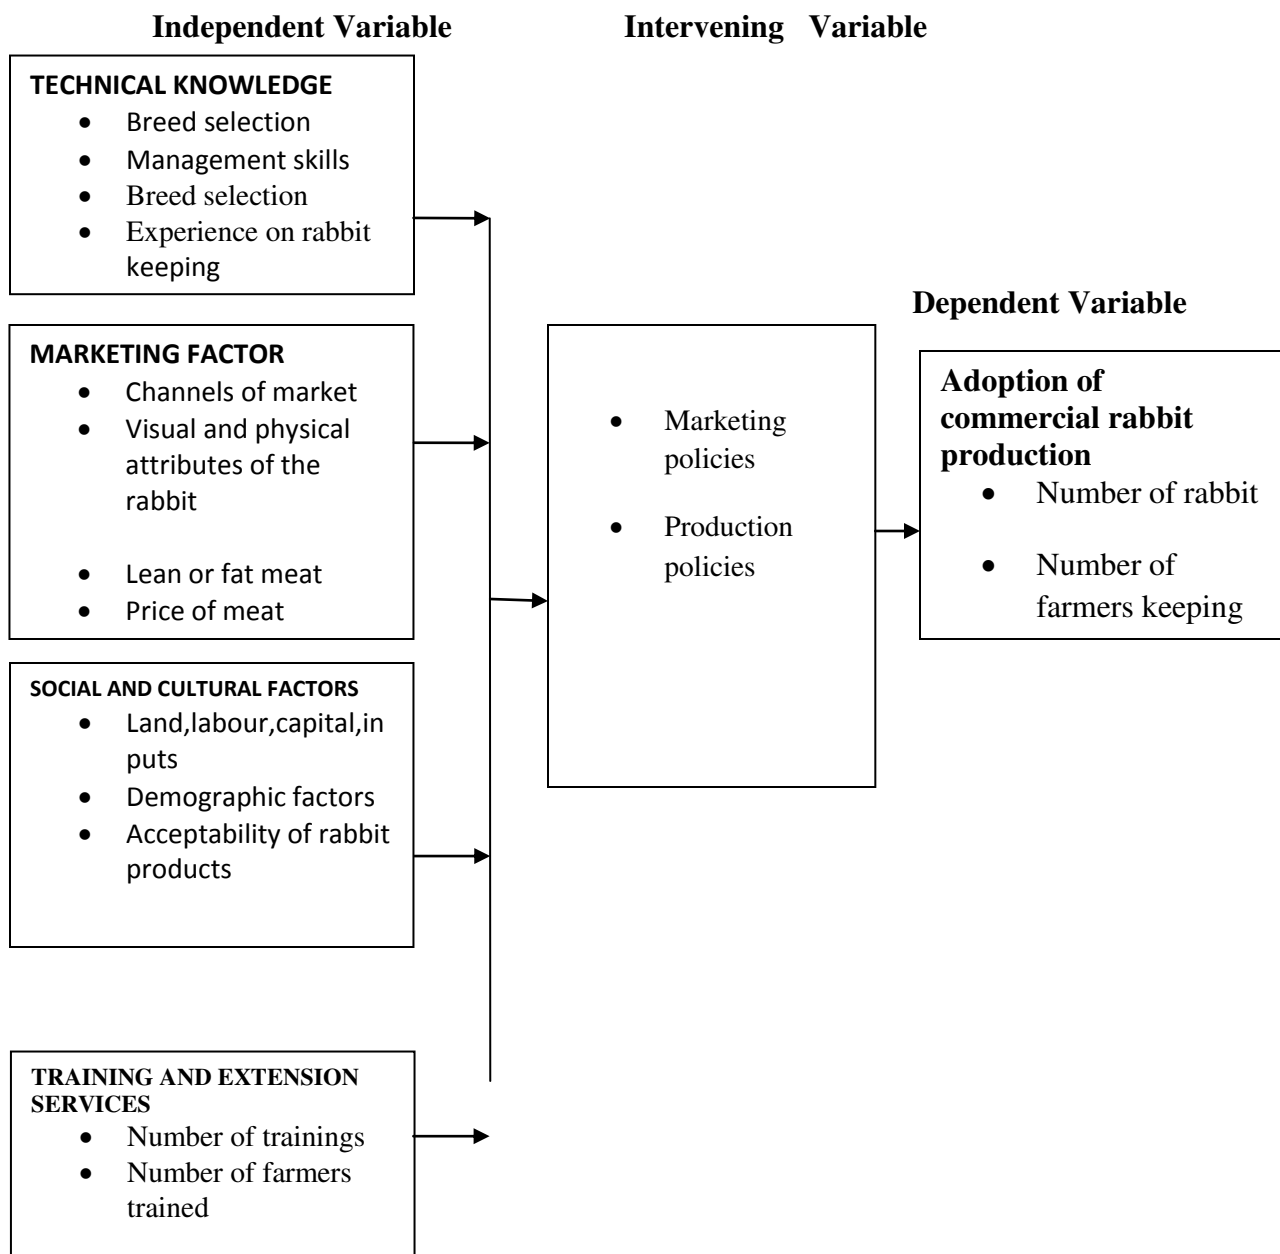 Independent Variable
Intervening Variable
TECHNICAL KNOWLEDGE
• Breed selection
• Management skills
• Breed selection
• Experience on rabbit
keeping
MARKETING FACTOR
• Channels of market
• Visual and physical
attributes of the
rabbit
• Lean or fat meat
• Price of meat
SOCIAL AND CULTURAL FACTORS
• Land,labour,capital,in
puts
• Demographic factors
• Acceptability of rabbit
products
TRAINING AND EXTENSION
SERVICES
• Number of trainings
• Number of farmers
trained
• Marketing
policies
• Production
policies
Dependent Variable
Adoption of
commercial rabbit
production
• Number of rabbit
• Number of
farmers keeping